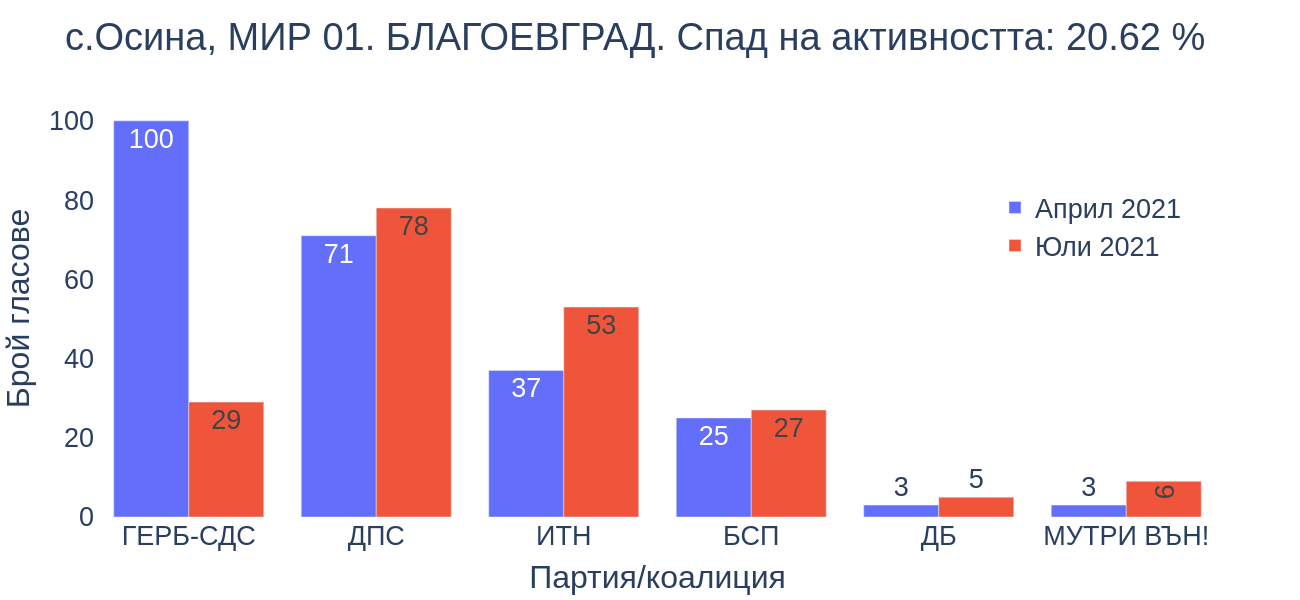 с.Осина, МИР 01. БЛАГОЕВГРАД. Спад на активността: 20.62 %
Брой гласове
100
80
60
40
20
0
100
29
71
78
37
53
25
27
3
5
3
9
Април 2021
Юли 2021
ГЕРБ-СДС
ДПС
ИТН
БСП
ДБ
МУТРИ ВЪН!
Партия/коалиция